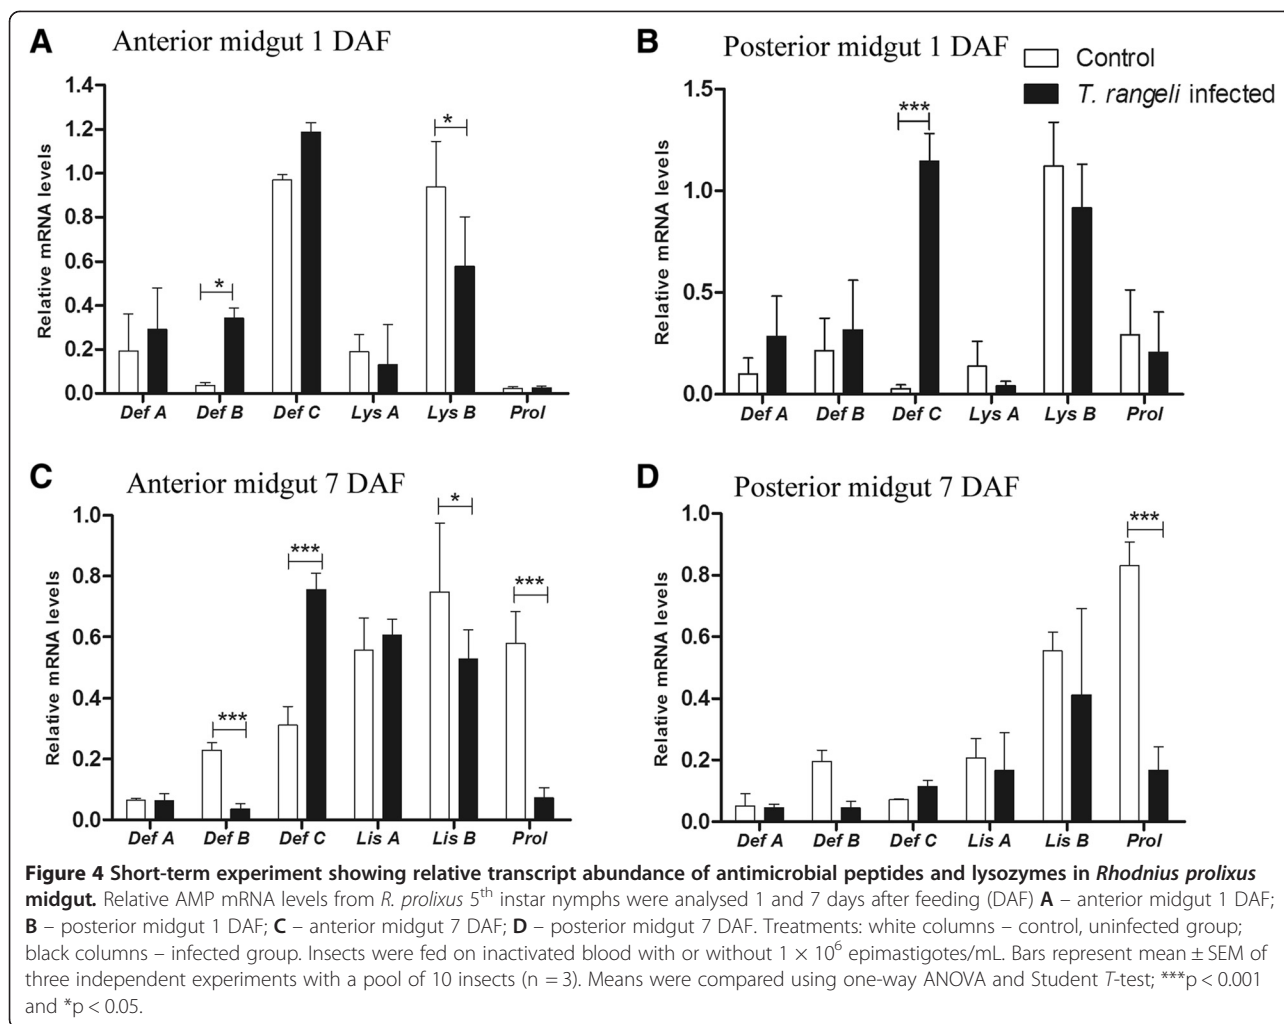 A Anterior midgut 1 DAF
Relative mRNA levels
1.4
1.2
1.0
0.8
0.6
0.4
0.2
0.0
*
*
Def A Def B Def C Lys A Lys B Prol
B Posterior midgut 1 DAF
Control
T. rangeli infected
Relative mRNA levels
1.5
1.0
0.5
0.0
***
Def A Def B Def C Lys A Lys B Prol
C Anterior midgut 7 DAF
Relative mRNA levels
1.0
0.8
0.6
0.4
0.2
0.0
***
***
*
***
Def A Def B Def C Lis A Lis B Prol
D Posterior midgut 7 DAF
Relative mRNA levels
1.0
0.8
0.6
0.4
0.2
0.0
***
Def A Def B Def C Lis A Lis B Prol
Figure 4 Short-term experiment showing relative transcript abundance of antimicrobial peptides and lysozymes in Rhodnius prolixus
midgut. Relative AMP mRNA levels from R. prolixus 5th instar nymphs were analysed 1 and 7 days after feeding (DAF) A – anterior midgut 1 DAF;
B – posterior midgut 1 DAF; C – anterior midgut 7 DAF; D – posterior midgut 7 DAF. Treatments: white columns – control, uninfected group;
black columns – infected group. Insects were fed on inactivated blood with or without 1 × 10⁶ epimastigotes/mL. Bars represent mean ± SEM of
three independent experiments with a pool of 10 insects (n = 3). Means were compared using one-way ANOVA and Student T-test; ***p < 0.001
and *p < 0.05.